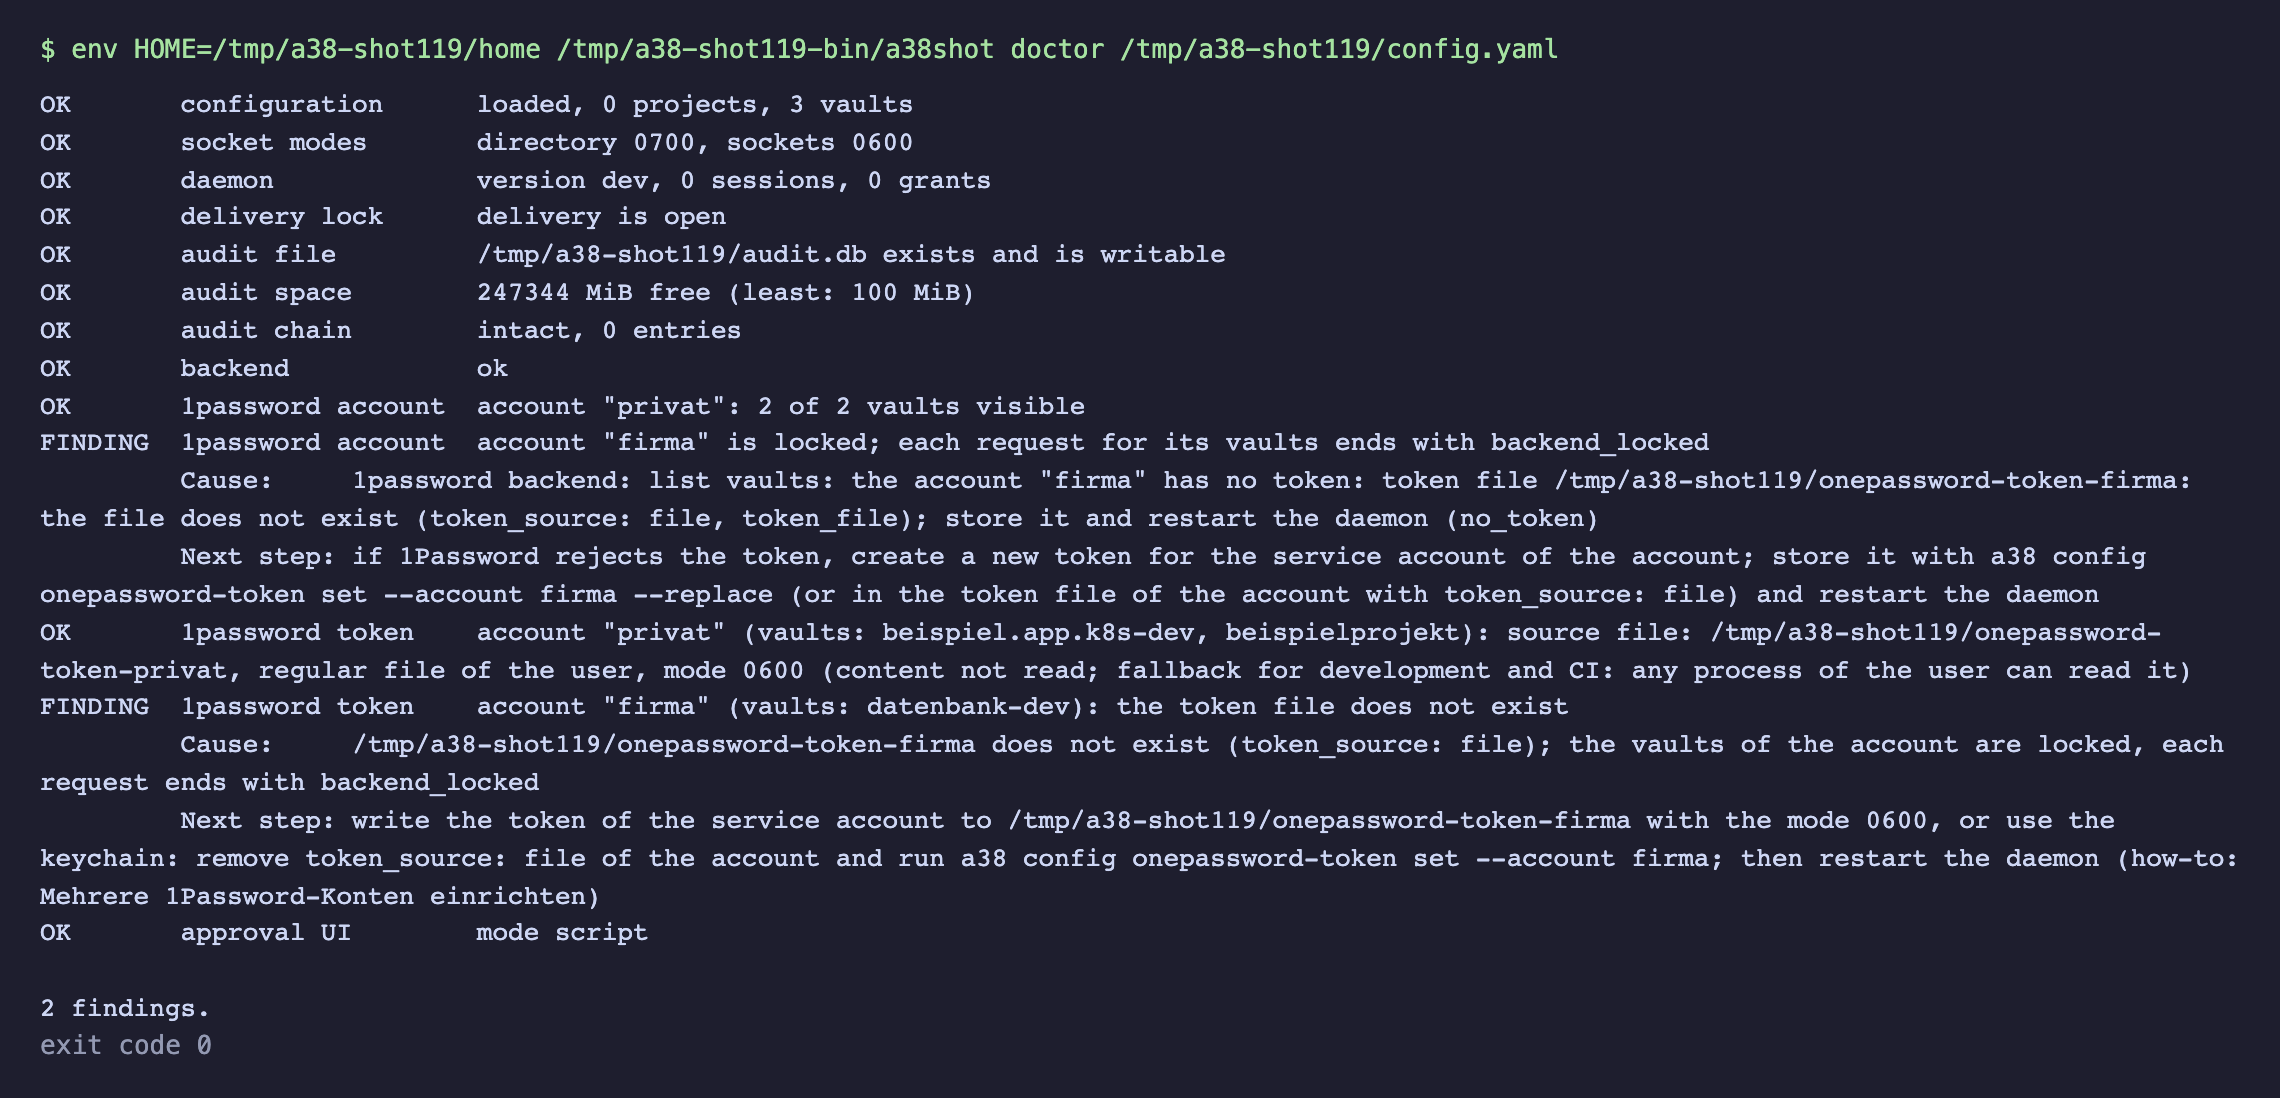 $ env HOME=/tmp/a38-shot119/home /tmp/a38-shot119-bin/a38shot doctor /tmp/a38-shot119/config.yaml
OK       configuration      loaded, 0 projects, 3 vaults
OK       socket modes       directory 0700, sockets 0600
OK       daemon             version dev, 0 sessions, 0 grants
OK       delivery lock      delivery is open
OK       audit file         /tmp/a38-shot119/audit.db exists and is writable
OK       audit space        247344 MiB free (least: 100 MiB)
OK       audit chain        intact, 0 entries
OK       backend            ok
OK       1password account  account "privat": 2 of 2 vaults visible
FINDING  1password account  account "firma" is locked; each request for its vaults ends with backend_locked
         Cause:     1password backend: list vaults: the account "firma" has no token: token file /tmp/a38-shot119/onepassword-token-firma:
the file does not exist (token_source: file, token_file); store it and restart the daemon (no_token)
         Next step: if 1Password rejects the token, create a new token for the service account of the account; store it with a38 config
onepassword-token set --account firma --replace (or in the token file of the account with token_source: file) and restart the daemon
OK       1password token    account "privat" (vaults: beispiel.app.k8s-dev, beispielprojekt): source file: /tmp/a38-shot119/onepassword-
token-privat, regular file of the user, mode 0600 (content not read; fallback for development and CI: any process of the user can read it)
FINDING  1password token    account "firma" (vaults: datenbank-dev): the token file does not exist
         Cause:     /tmp/a38-shot119/onepassword-token-firma does not exist (token_source: file); the vaults of the account are locked, each
request ends with backend_locked
         Next step: write the token of the service account to /tmp/a38-shot119/onepassword-token-firma with the mode 0600, or use the
keychain: remove token_source: file of the account and run a38 config onepassword-token set --account firma; then restart the daemon (how-to:
Mehrere 1Password-Konten einrichten)
OK       approval UI        mode script

2 findings.
exit code 0